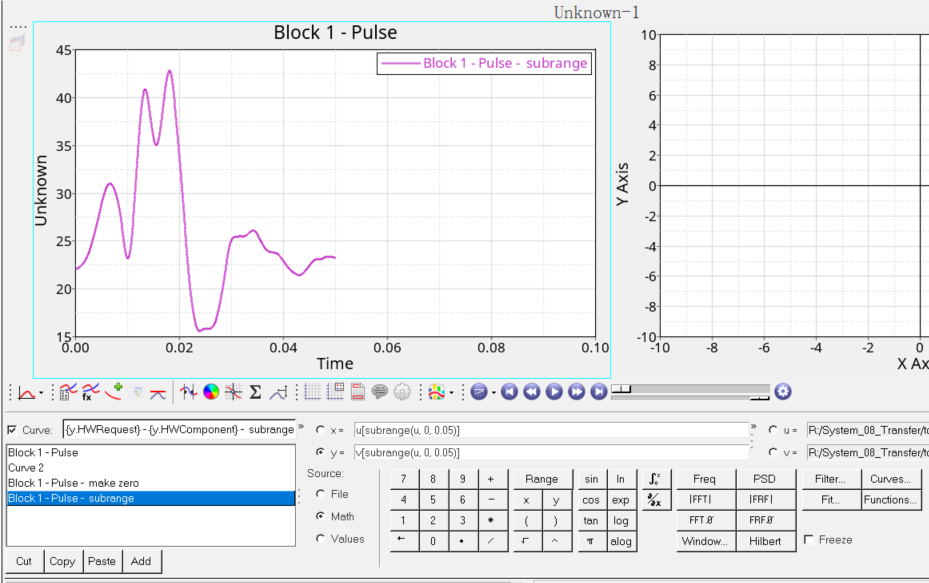 Unknown-1
Block 1 - Pulse
Block 1 - Pulse - subrange
45
40
35
30
25
20
15
Unknown
0.00 0.02 0.04 0.06 0.08 0.10
Time
10
8
6
4
2
0
-2
-4
-6
-8
-10
Y Axis
-10 -8 -6 -4 -2 0
X Ax
fx
Σ
Curve: {y.HWRequest} - {y.HWComponent} - subrange »
Block 1 - Pulse
Curve 2
Block 1 - Pulse - make zero
Block 1 - Pulse - subrange
Cut Copy Paste Add
x = u[subrange(u, 0, 0.05)] »
y = v[subrange(u, 0, 0.05)]
u = R:/System_08_Transfer/to
v = R:/System_08_Transfer/to
Source:
File
Math
Values
7 8 9 + Range sin ln
4 5 6 - x y cos exp
1 2 3 * ( ) tan log
← 0 • / √ ^ π alog
Freq PSD
|FFT| |FRF|
FFT.Ø FRF.Ø
Window... Hilbert
Filter... Curves...
Fit... Functions...
Freeze